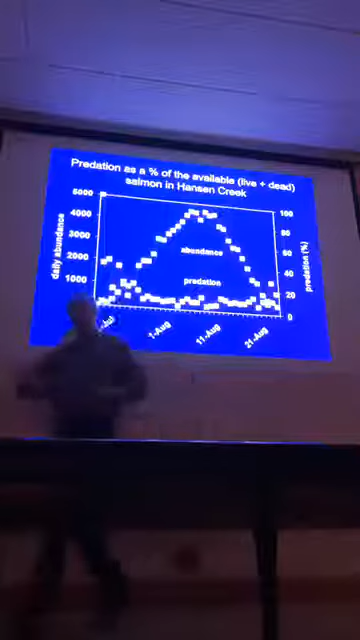 Predation as a % of the available (live + dead)
salmon in Hansen Creek
5000
4000
3000
2000
1000
daily abundance
100
80
60
40
20
0
predation (%)
abundance
predation
1-Aug
11-Aug
21-Aug